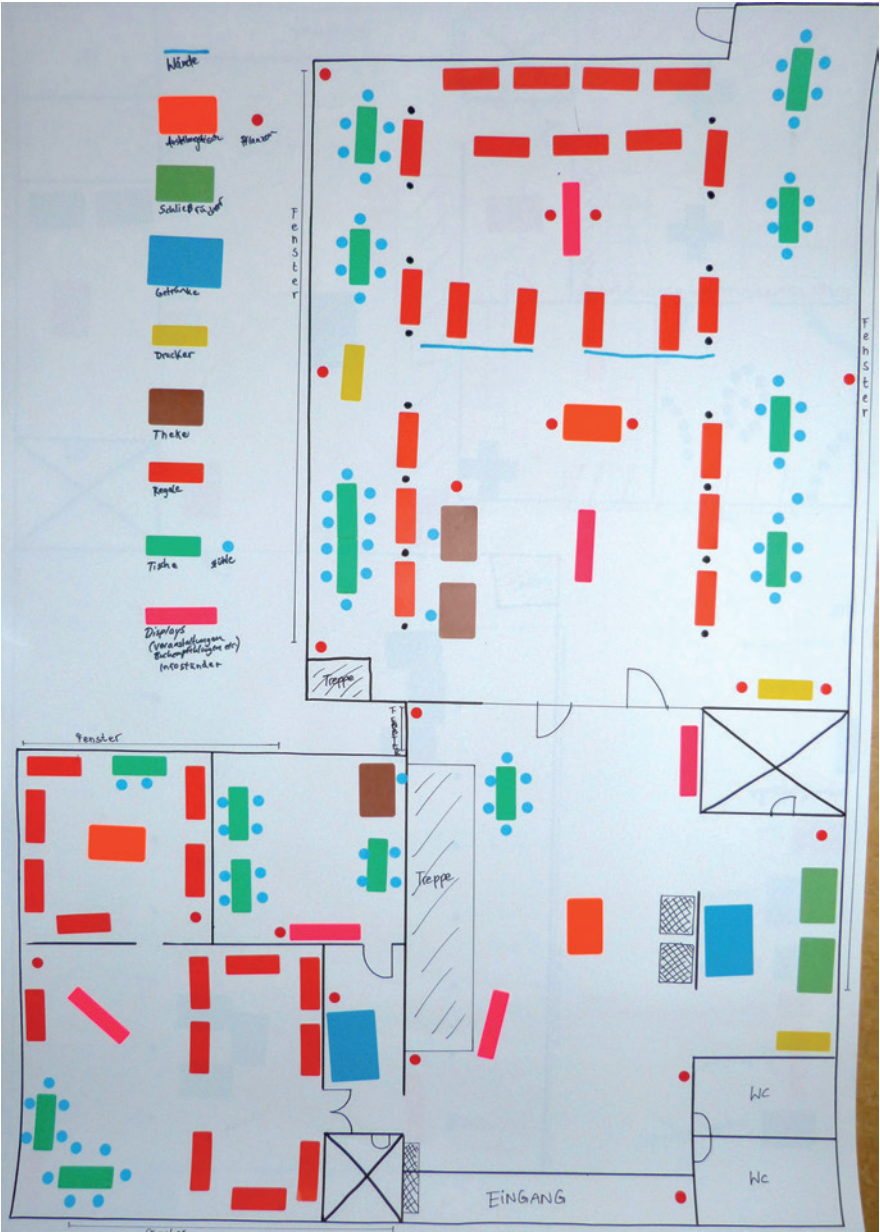 Wände
Ausstellungstisch
Pflanzen
Schließfächer
Getränke
Drucker
Theke
Regale
Tische
Stühle
Displays
(Veranstaltungen,
Buchempfehlungen etc)
Infoständer
Fenster
Fenster
Treppe
Fenster
Fenster
Treppe
WC
WC
EINGANG